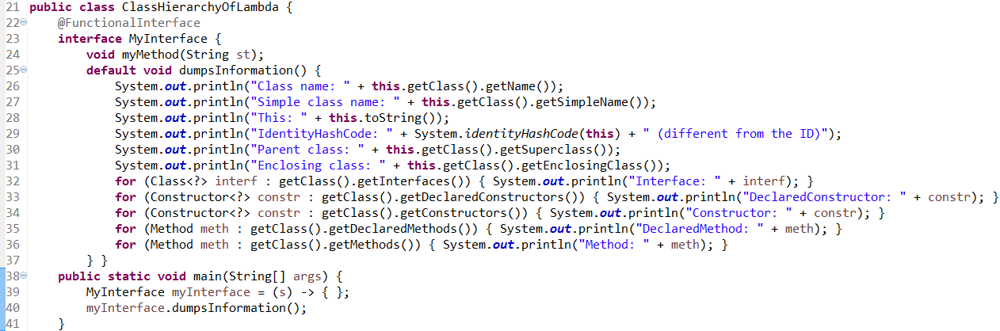 21 public class ClassHierarchyOfLambda {
22     @FunctionalInterface
23     interface MyInterface {
24         void myMethod(String st);
25         default void dumpsInformation() {
26             System.out.println("Class name: " + this.getClass().getName());
27             System.out.println("Simple class name: " + this.getClass().getSimpleName());
28             System.out.println("This: " + this.toString());
29             System.out.println("IdentityHashCode: " + System.identityHashCode(this) + " (different from the ID)");
30             System.out.println("Parent class: " + this.getClass().getSuperclass());
31             System.out.println("Enclosing class: " + this.getClass().getEnclosingClass());
32             for (Class<?> interf : getClass().getInterfaces()) { System.out.println("Interface: " + interf); }
33             for (Constructor<?> constr : getClass().getDeclaredConstructors()) { System.out.println("DeclaredConstructor: " + constr); }
34             for (Constructor<?> constr : getClass().getConstructors()) { System.out.println("Constructor: " + constr); }
35             for (Method meth : getClass().getDeclaredMethods()) { System.out.println("DeclaredMethod: " + meth); }
36             for (Method meth : getClass().getMethods()) { System.out.println("Method: " + meth); }
37         } }
38     public static void main(String[] args) {
39         MyInterface myInterface = (s) -> { };
40         myInterface.dumpsInformation();
41     }